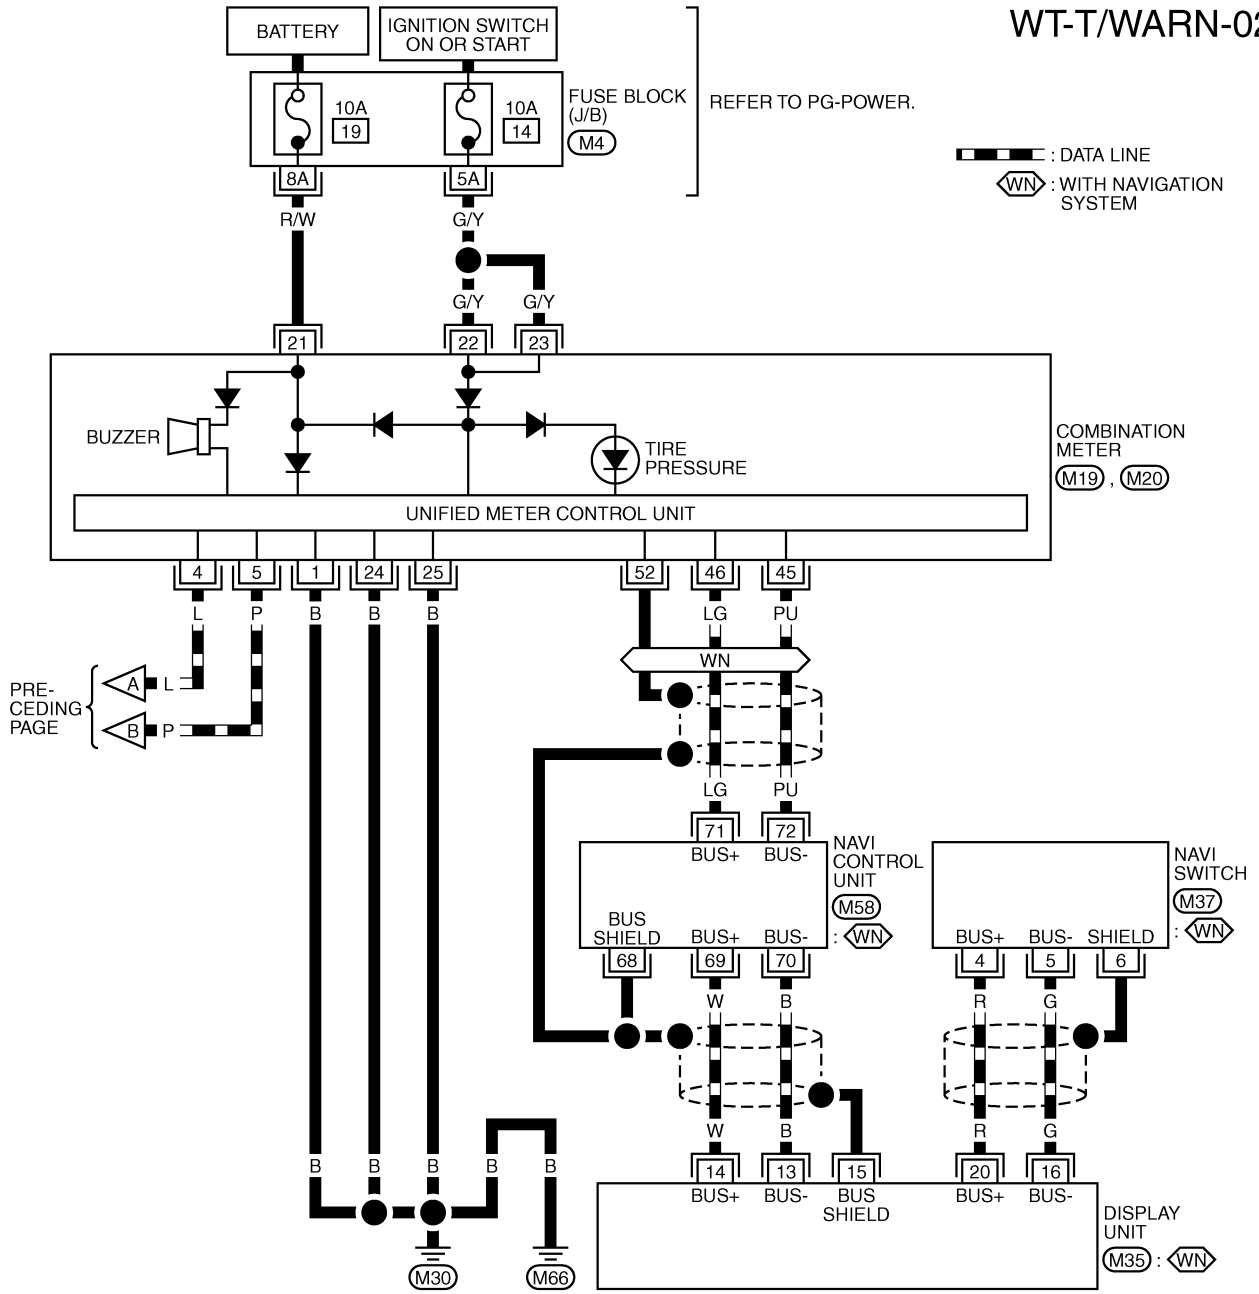 WT-T/WARN-02
BATTERY
IGNITION SWITCH
ON OR START
10A
19
10A
14
FUSE BLOCK
(J/B)
M4
REFER TO PG-POWER.
: DATA LINE
WN : WITH NAVIGATION
SYSTEM
8A
5A
R/W
G/Y
G/Y
G/Y
21
22
23
BUZZER
TIRE
PRESSURE
COMBINATION
METER
M19 , M20
UNIFIED METER CONTROL UNIT
4
5
1
24
25
52
46
45
L
P
B
B
B
LG
PU
WN
PRE-
CEDING
PAGE
A
L
B
P
LG
PU
71
72
BUS+
BUS-
NAVI
CONTROL
UNIT
M58
: WN
BUS
SHIELD
BUS+
BUS-
68
69
70
NAVI
SWITCH
M37
: WN
BUS+
BUS-
SHIELD
4
5
6
W
B
R
G
W
B
R
G
B
B
B
B
B
14
13
15
20
16
BUS+
BUS-
BUS
SHIELD
BUS+
BUS-
DISPLAY
UNIT
M35 : WN
M30
M66